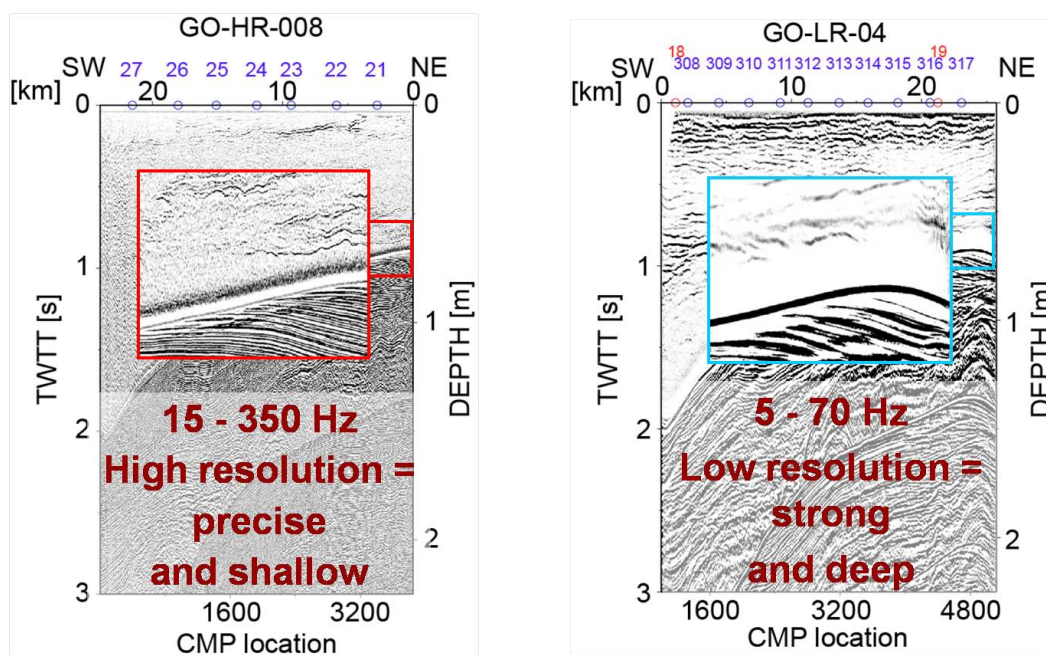 GO-HR-008
SW 27 26 25 24 23 22 21 NE
[km] 20 10 0
0 0
1
1
2
2
3
TWTT [s]
DEPTH [m]
15 - 350 Hz
High resolution =
precise
and shallow
1600 3200
CMP location
GO-LR-04
18 19
SW 308 309 310 311 312 313 314 315 316 317 NE
[km] 0 10 20
0 0
1
1
2
2
3
TWTT [s]
DEPTH [m]
5 - 70 Hz
Low resolution =
strong
and deep
1600 3200 4800
CMP location